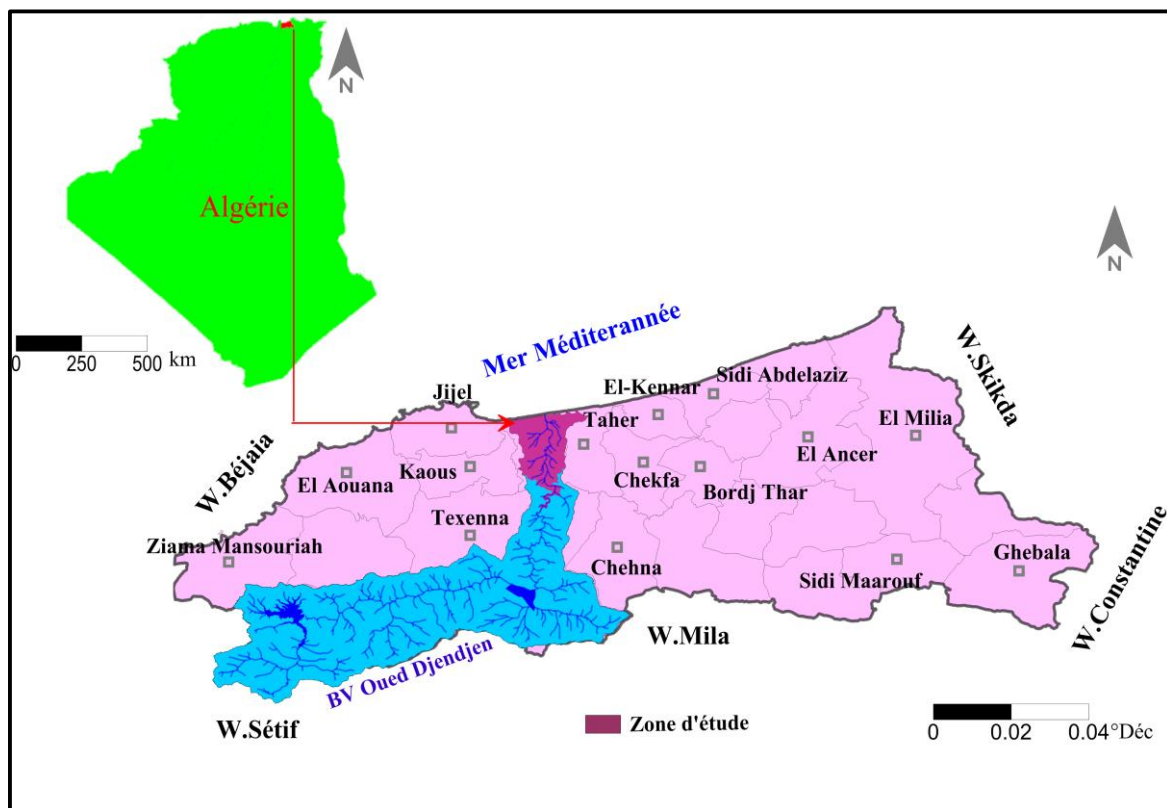 N
Algérie
0 250 500 km
N
Mer Méditerannée
Sidi Abdelaziz
El-Kennar
Jijel
Taher
W.Skikda
El Milia
El Ancer
W.Béjaia
El Aouana
Kaous
Chekfa
Bordj Thar
Texenna
Ziama Mansouriah
Chehna
Sidi Maarouf
Ghebala
W.Constantine
W.Mila
BV Oued Djendjen
W.Sétif
Zone d'étude
0 0.02 0.04°Déc